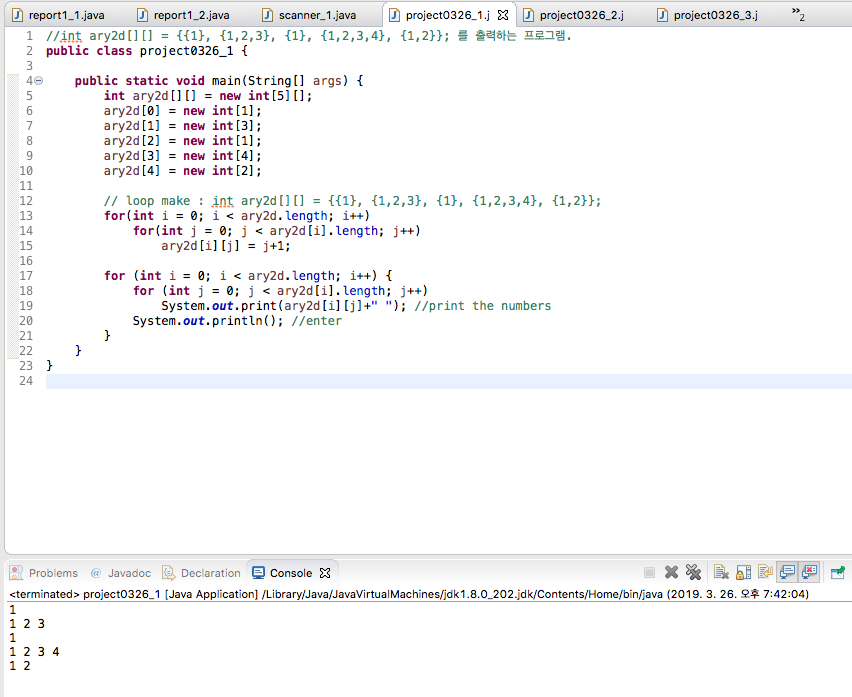 report1_1.java report1_2.java scanner_1.java project0326_1.j project0326_2.j project0326_3.j »2
1 //int ary2d[][] = {{1}, {1,2,3}, {1}, {1,2,3,4}, {1,2}}; 를 출력하는 프로그램.
2 public class project0326_1 {
3
4 public static void main(String[] args) {
5 int ary2d[][] = new int[5][];
6 ary2d[0] = new int[1];
7 ary2d[1] = new int[3];
8 ary2d[2] = new int[1];
9 ary2d[3] = new int[4];
10 ary2d[4] = new int[2];
11
12 // loop make : int ary2d[][] = {{1}, {1,2,3}, {1}, {1,2,3,4}, {1,2}};
13 for(int i = 0; i < ary2d.length; i++)
14 for(int j = 0; j < ary2d[i].length; j++)
15 ary2d[i][j] = j+1;
16
17 for (int i = 0; i < ary2d.length; i++) {
18 for (int j = 0; j < ary2d[i].length; j++)
19 System.out.print(ary2d[i][j]+" "); //print the numbers
20 System.out.println(); //enter
21 }
22 }
23 }
24
Problems @ Javadoc Declaration Console
<terminated> project0326_1 [Java Application] /Library/Java/JavaVirtualMachines/jdk1.8.0_202.jdk/Contents/Home/bin/java (2019. 3. 26. 오후 7:42:04)
1
1 2 3
1
1 2 3 4
1 2